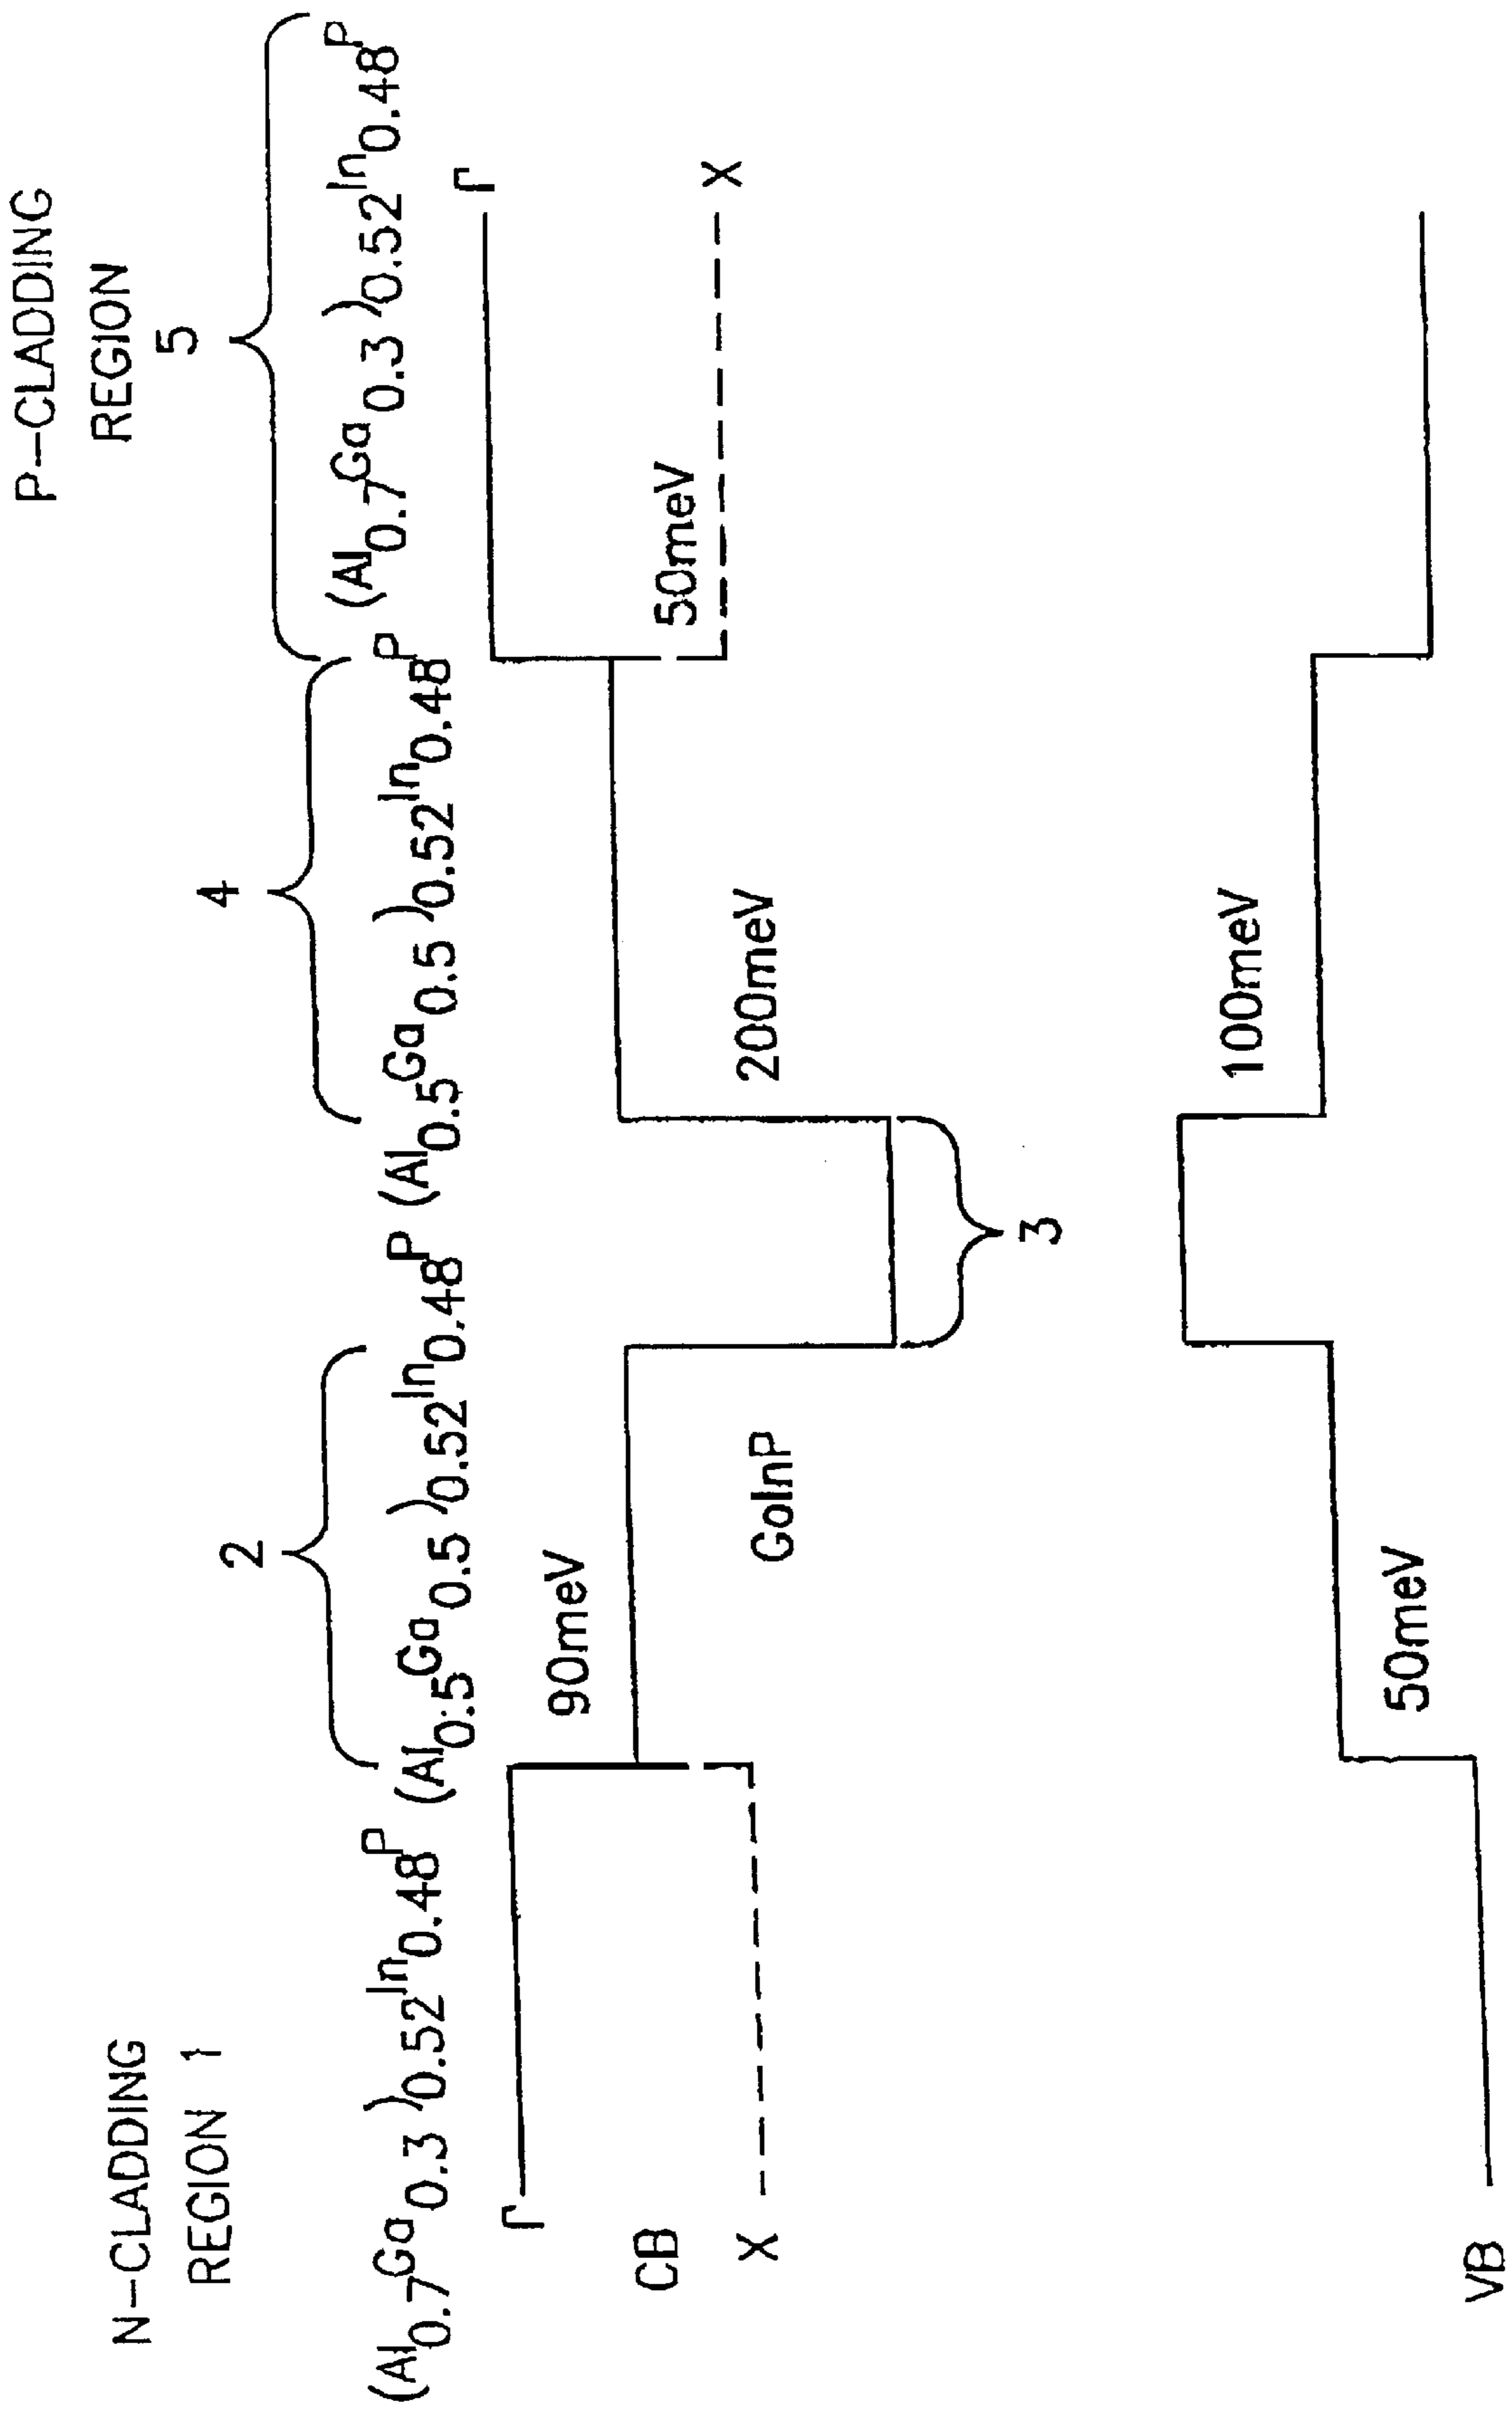 N-CLADDING
REGION 1
P-CLADDING
REGION
5
2
4
(Al0.7Ga0.3)0.52In0.48P
(Al0.5Ga0.5)0.52In0.48P
(Al0.5Ga0.5)0.52In0.48P
(Al0.7Ga0.3)0.52In0.48P
Γ
90meV
Γ
CB
50meV
X
GaInP
200meV
X
3
100meV
50meV
VB